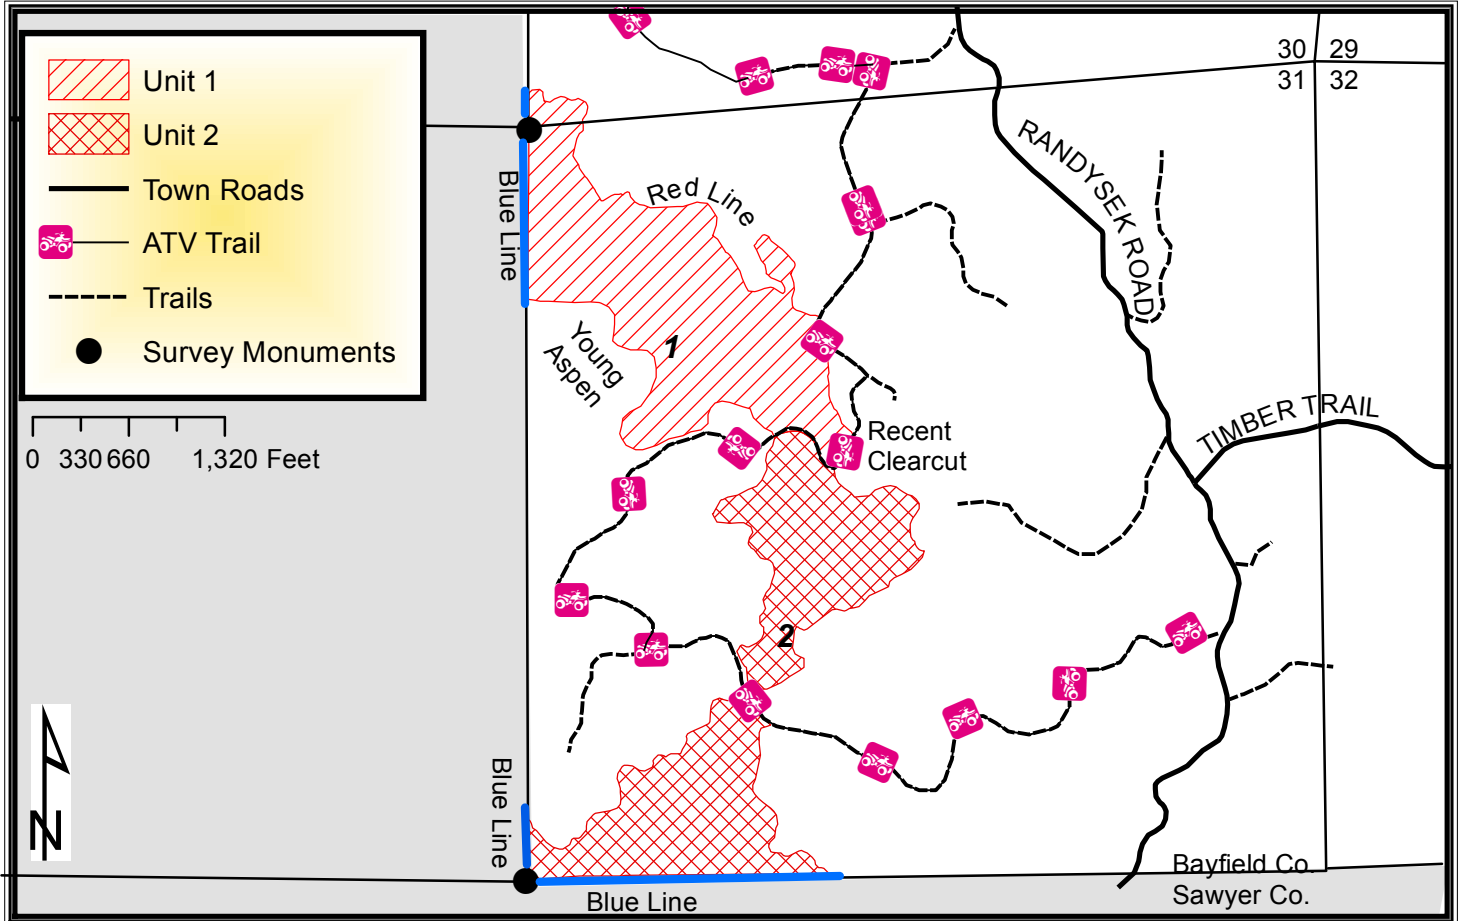 Unit 1
Unit 2
Town Roads
ATV Trail
Trails
Survey Monuments
0 330 660 1,320 Feet
30 29
31 32
RANDYSEK ROAD
Red Line
Blue Line
1
Young
Aspen
TIMBER TRAIL
Recent
Clearcut
2
Blue Line
N
Bayfield Co.
Sawyer Co.
Blue Line